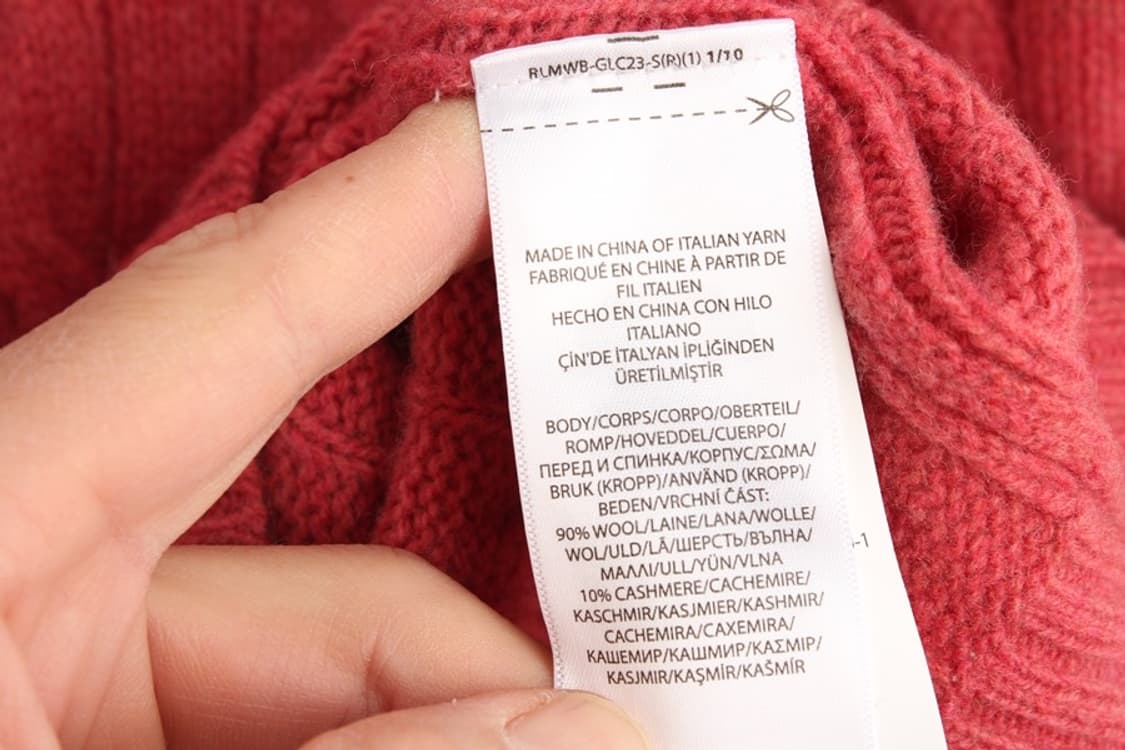 RLMWB-GLC23-S(R)(1) 1/10
MADE IN CHINA OF ITALIAN YARN
FABRIQUÉ EN CHINE À PARTIR DE
FIL ITALIEN
HECHO EN CHINA CON HILO
ITALIANO
ÇİN'DE İTALYAN İPLİĞİNDEN
ÜRETİLMİŞTİR
BODY/CORPS/CORPO/OBERTEIL/
ROMP/HOVEDDEL/CUERPO/
ПЕРЕД И СПИНКА/КОРПУС/ΣΩΜΑ/
BRUK (KROPP)/ANVÄND (KROPP)/
BEDEN/VRCHNÍ ČÁST:
90% WOOL/LAINE/LANA/WOLLE/
WOL/ULD/LÃ/ШЕРСТЬ/ВЪЛНА/
ΜΑΛΛΙ/ULL/YÜN/VLNA
10% CASHMERE/CACHEMIRE/
KASCHMIR/KASJMIER/KASHMIR/
CACHEMIRA/CAXEMIRA/
КАШЕМИР/КАШМИР/ΚΑΣΜΙΡ/
KASJMIR/KAŞMİR/KAŠMÍR
-1